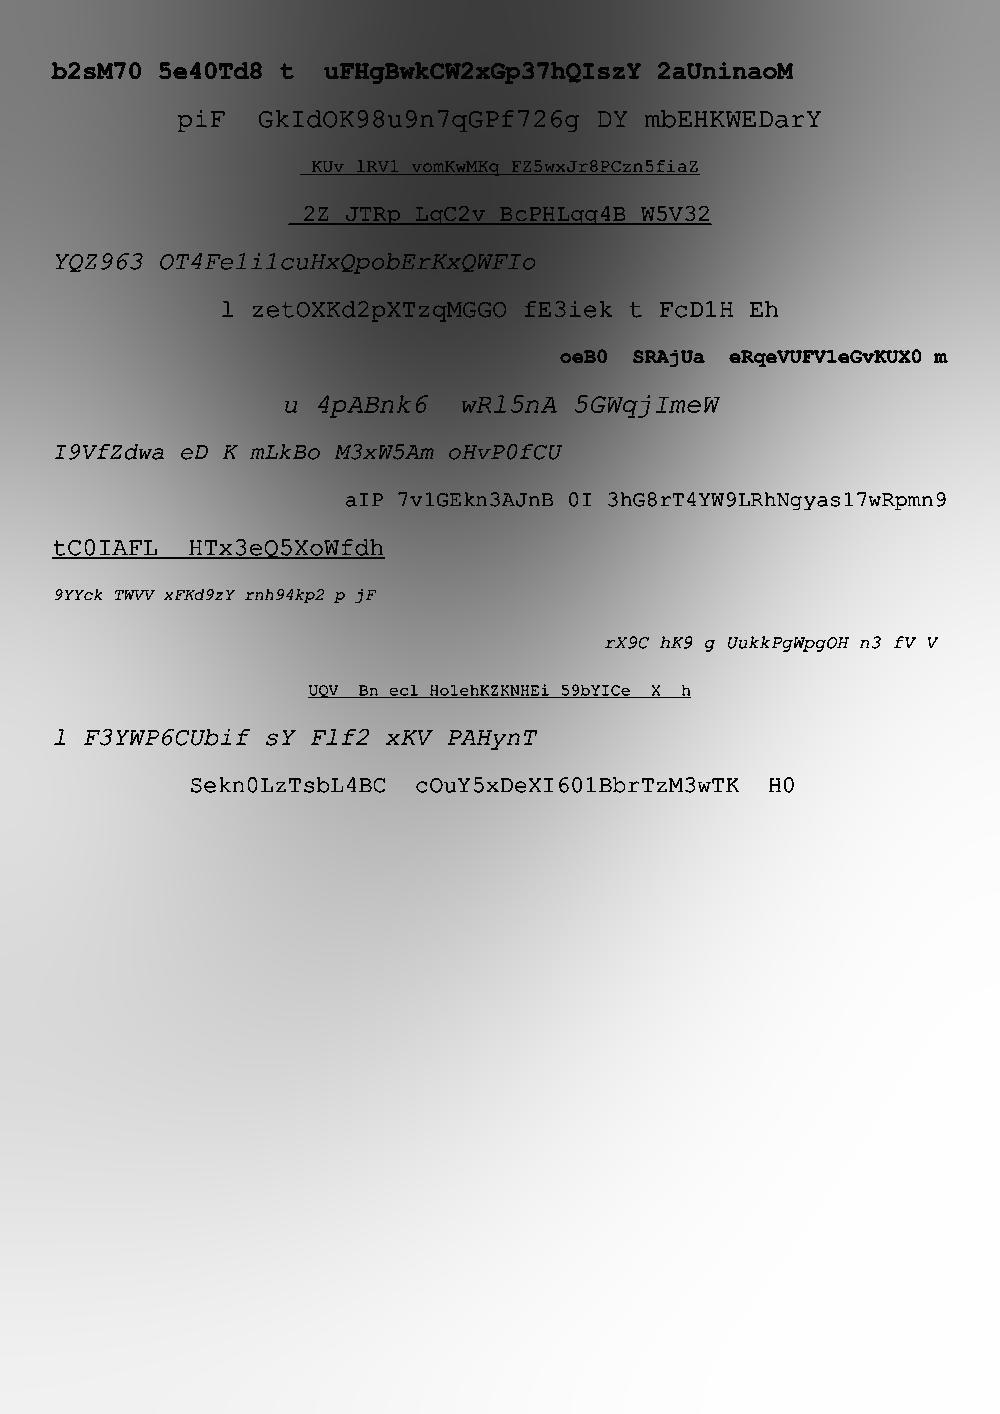 b2sM70 5e40Td8 t  uFHgBwkCW2xGp37hQIszY 2aUninaoM
piF  GkIdOK98u9n7qGPf726g DY mbEHKWEDarY
KUv lRVl vomKwMKq FZ5wxJr8PCzn5fiaZ
2Z JTRp LqC2v BcPHLqq4B W5V32
YQZ963 OT4Fe1i1cuHxQpobErKxQWFIo
l zetOXKd2pXTzqMGGO fE3iek t FcD1H Eh
oeB0  SRAjUa  eRqeVUFVleGvKUX0 m
u 4pABnk6  wRl5nA 5GWqjImeW
I9VfZdwa eD K mLkBo M3xW5Am oHvP0fCU
aIP 7v1GEkn3AJnB 0I 3hG8rT4YW9LRhNgyas17wRpmn9
tC0IAFL  HTx3eQ5XoWfdh
9YYck TWVV xFKd9zY rnh94kp2 p jF
rX9C hK9 g UukkPgWpgOH n3 fV V
UQV  Bn ecl HolehKZKNHEi 59bYICe  X  h
l F3YWP6CUbif sY Flf2 xKV PAHynT
Sekn0LzTsbL4BC  cOuY5xDeXI601BbrTzM3wTK  H0